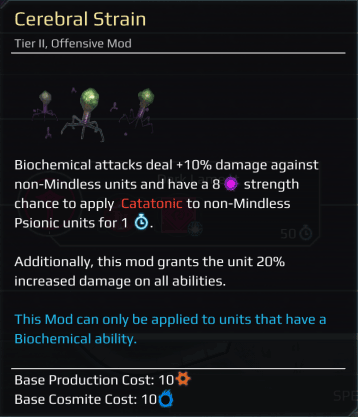 Cerebral Strain
Tier II, Offensive Mod
Biochemical attacks deal +10% damage against
non-Mindless units and have a 8 strength
chance to apply Catatonic to non-Mindless
Psionic units for 1 .
50
Additionally, this mod grants the unit 20%
increased damage on all abilities.
This Mod can only be applied to units that have a
Biochemical ability.
Base Production Cost: 10
Base Cosmite Cost: 10